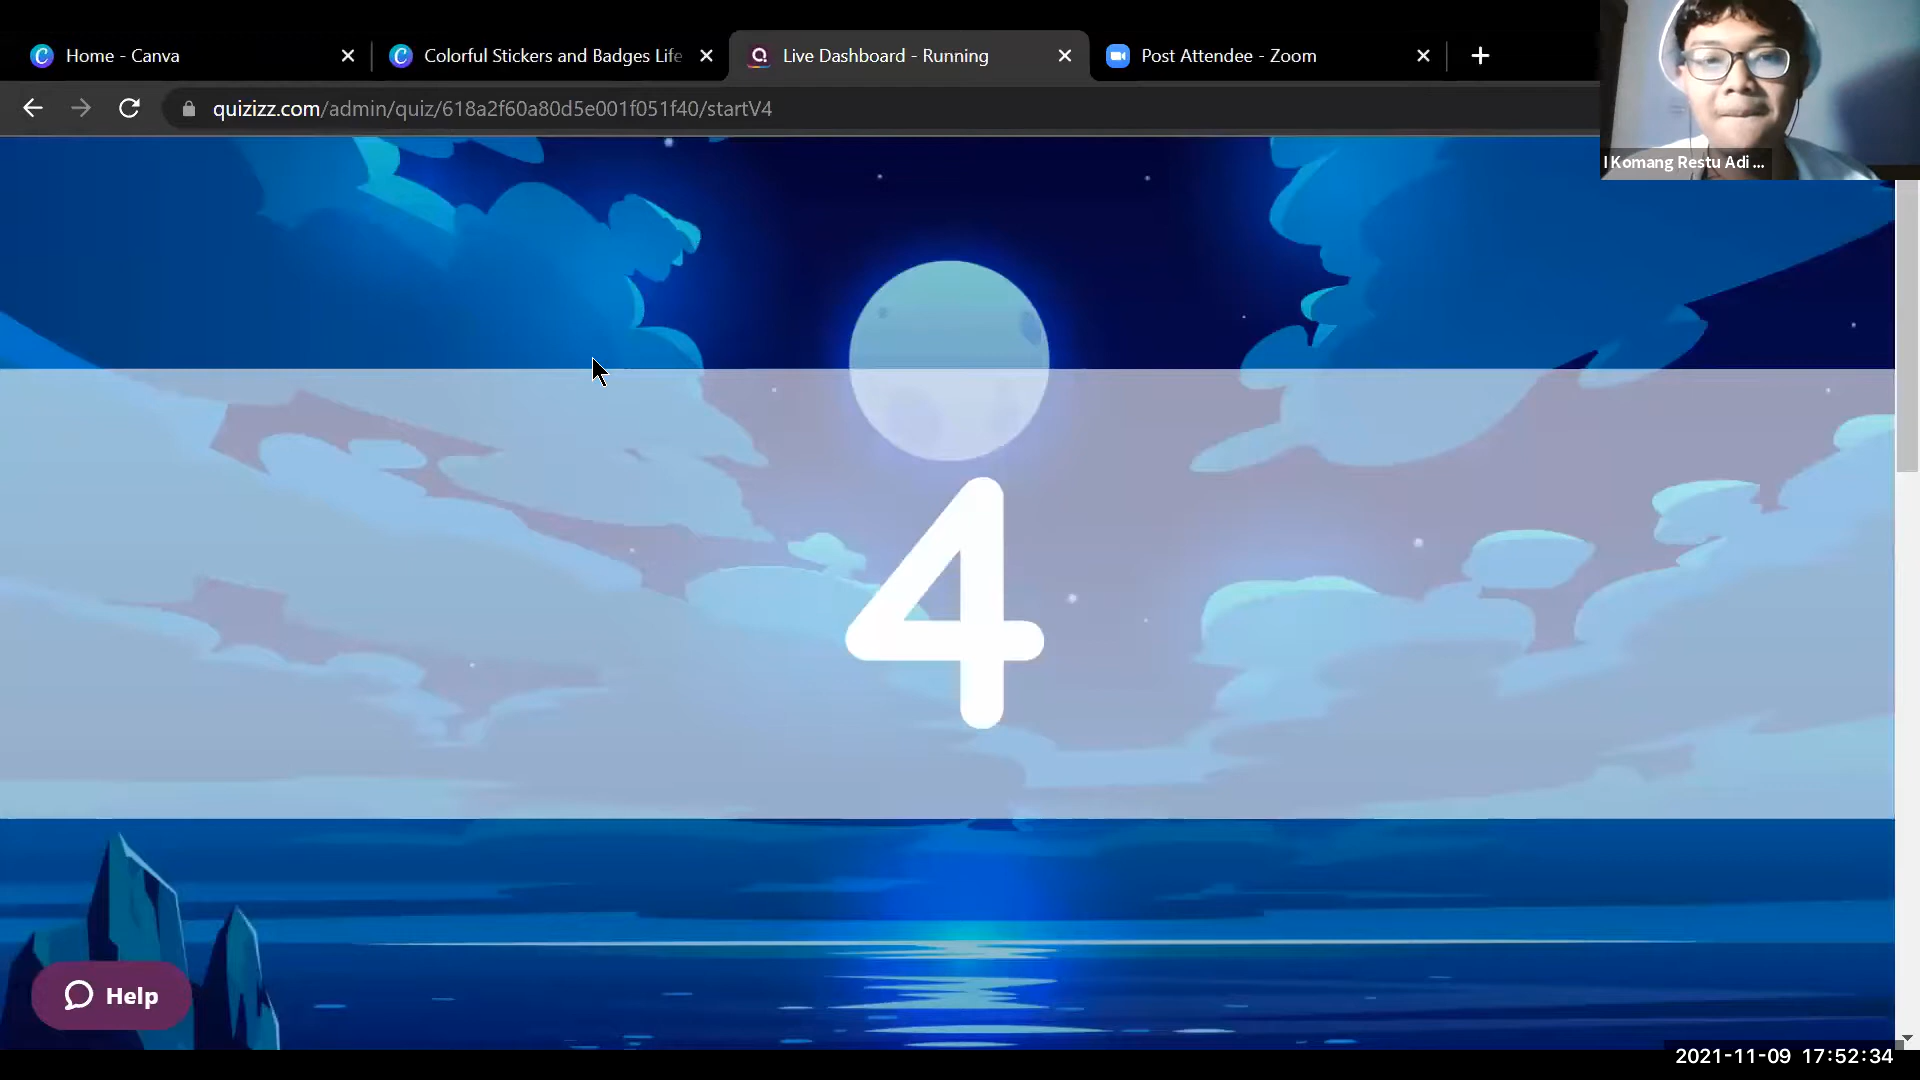 Home - Canva
Colorful Stickers and Badges Life
Live Dashboard - Running
Post Attendee - Zoom
quizizz.com/admin/quiz/618a2f60a80d5e001f051f40/startV4
I Komang Restu Adi ...
4
Help
2021-11-09 17:52:34